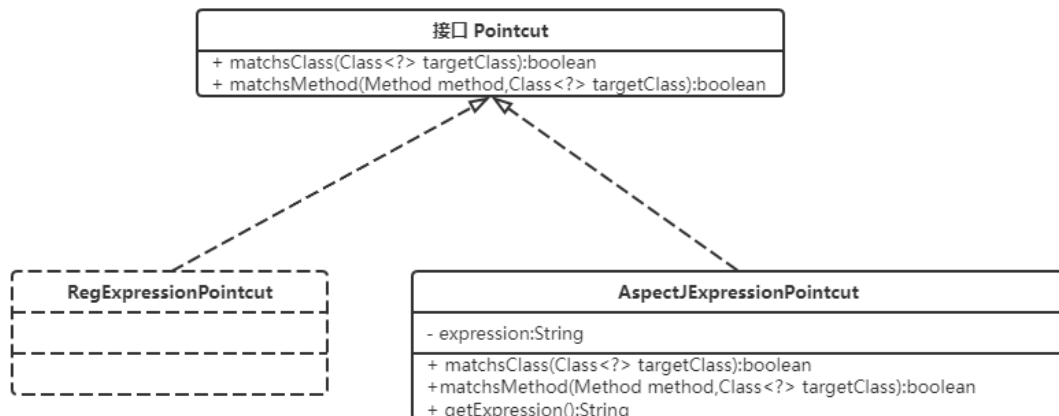 接口 Pointcut
+ matchsClass(Class<?> targetClass):boolean
+ matchsMethod(Method method,Class<?> targetClass):boolean
RegExpressionPointcut
AspectJExpressionPointcut
- expression:String
+ matchsClass(Class<?> targetClass):boolean
+matchsMethod(Method method,Class<?> targetClass):boolean
+ getExpression():String